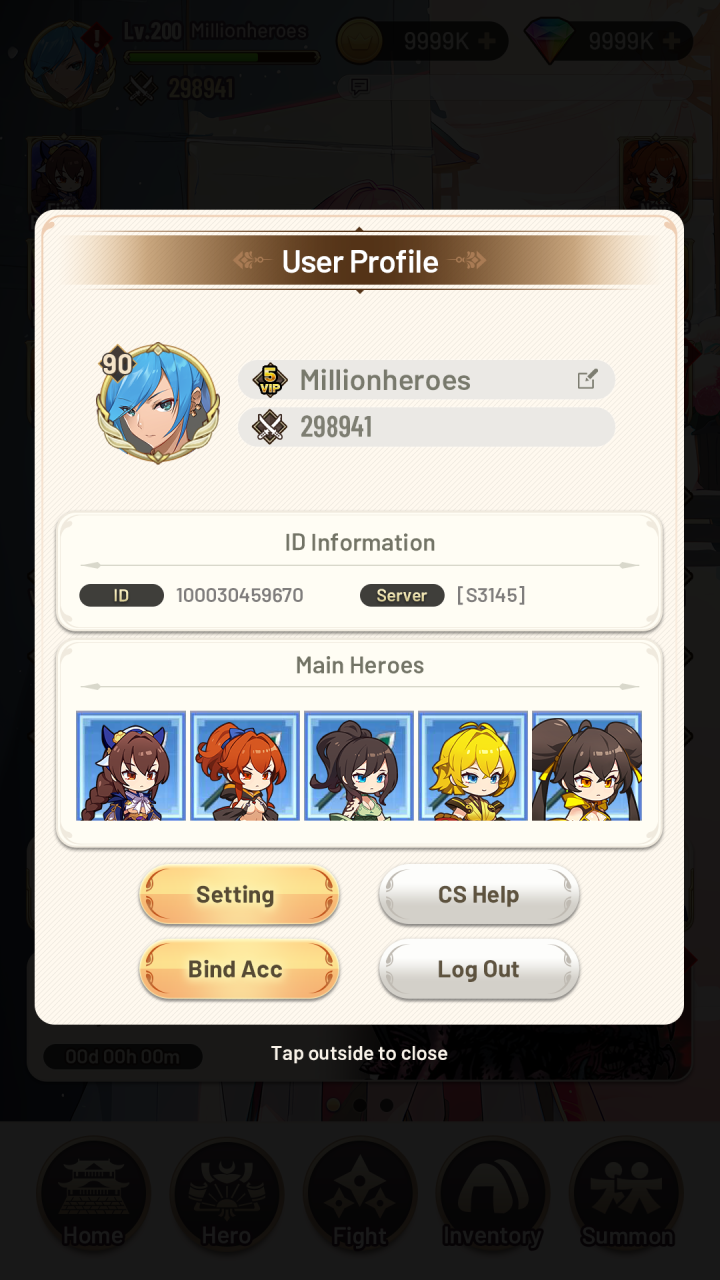 Lv.200 Millionheroes
9999K
9999K
298941
User Profile
90
5 VIP
Millionheroes
298941
ID Information
ID 100030459670 Server [S3145]
Main Heroes
Setting
CS Help
Bind Acc
Log Out
00d 00h 00m
Tap outside to close
Home
Hero
Fight
Inventory
Summon